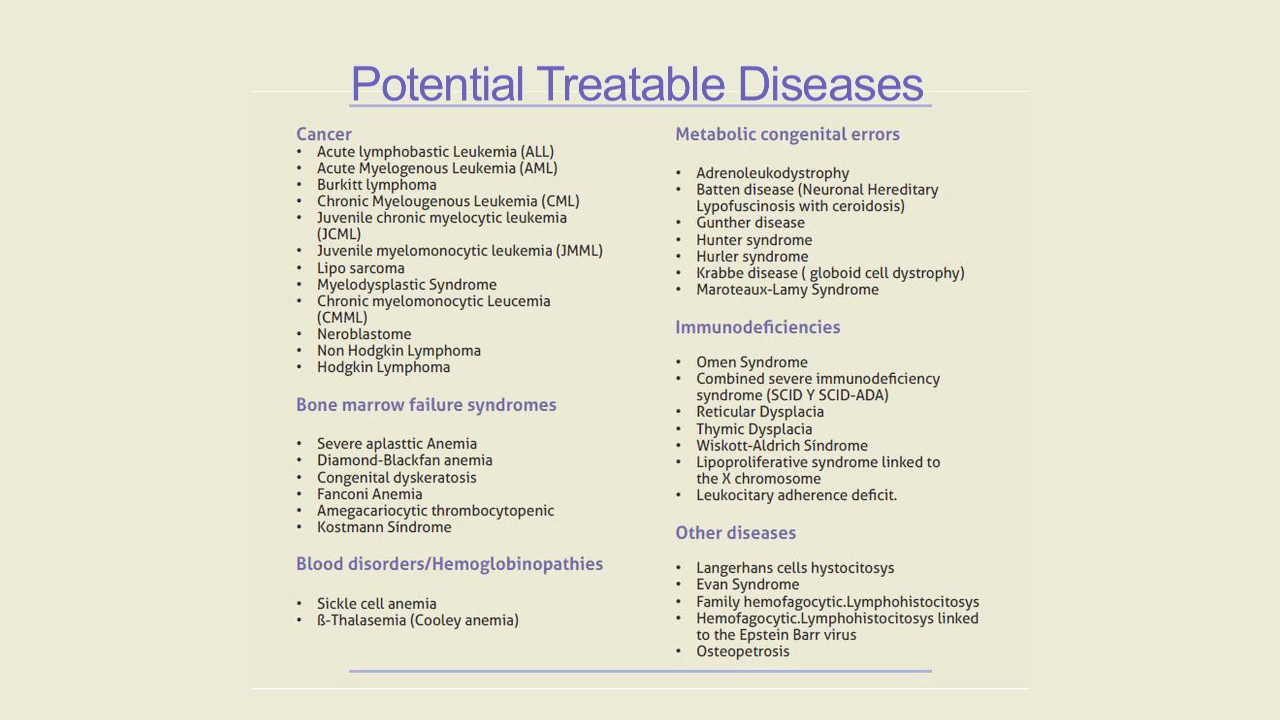 Potential Treatable Diseases
Cancer
• Acute lymphobastic Leukemia (ALL)
• Acute Myelogenous Leukemia (AML)
• Burkitt lymphoma
• Chronic Myelougenous Leukemia (CML)
• Juvenile chronic myelocytic leukemia
(JCML)
• Juvenile myelomonocytic leukemia (JMML)
• Lipo sarcoma
• Myelodysplastic Syndrome
• Chronic myelomonocytic Leucemia
(CMML)
• Neroblastome
• Non Hodgkin Lymphoma
• Hodgkin Lymphoma
Bone marrow failure syndromes
• Severe aplasttic Anemia
• Diamond-Blackfan anemia
• Congenital dyskeratosis
• Fanconi Anemia
• Amegacariocytic thrombocytopenic
• Kostmann Síndrome
Blood disorders/Hemoglobinopathies
• Sickle cell anemia
• ß-Thalasemia (Cooley anemia)
Metabolic congenital errors
• Adrenoleukodystrophy
• Batten disease (Neuronal Hereditary
Lypofuscinosis with ceroidosis)
• Gunther disease
• Hunter syndrome
• Hurler syndrome
• Krabbe disease ( globoid cell dystrophy)
• Maroteaux-Lamy Syndrome
Immunodeficiencies
• Omen Syndrome
• Combined severe immunodeficiency
syndrome (SCID Y SCID-ADA)
• Reticular Dysplacia
• Thymic Dysplacia
• Wiskott-Aldrich Síndrome
• Lipoproliferative syndrome linked to
the X chromosome
• Leukocitary adherence deficit.
Other diseases
• Langerhans cells hystocitosys
• Evan Syndrome
• Family hemofagocytic.Lymphohistocitosys
• Hemofagocytic.Lymphohistocitosys linked
to the Epstein Barr virus
• Osteopetrosis